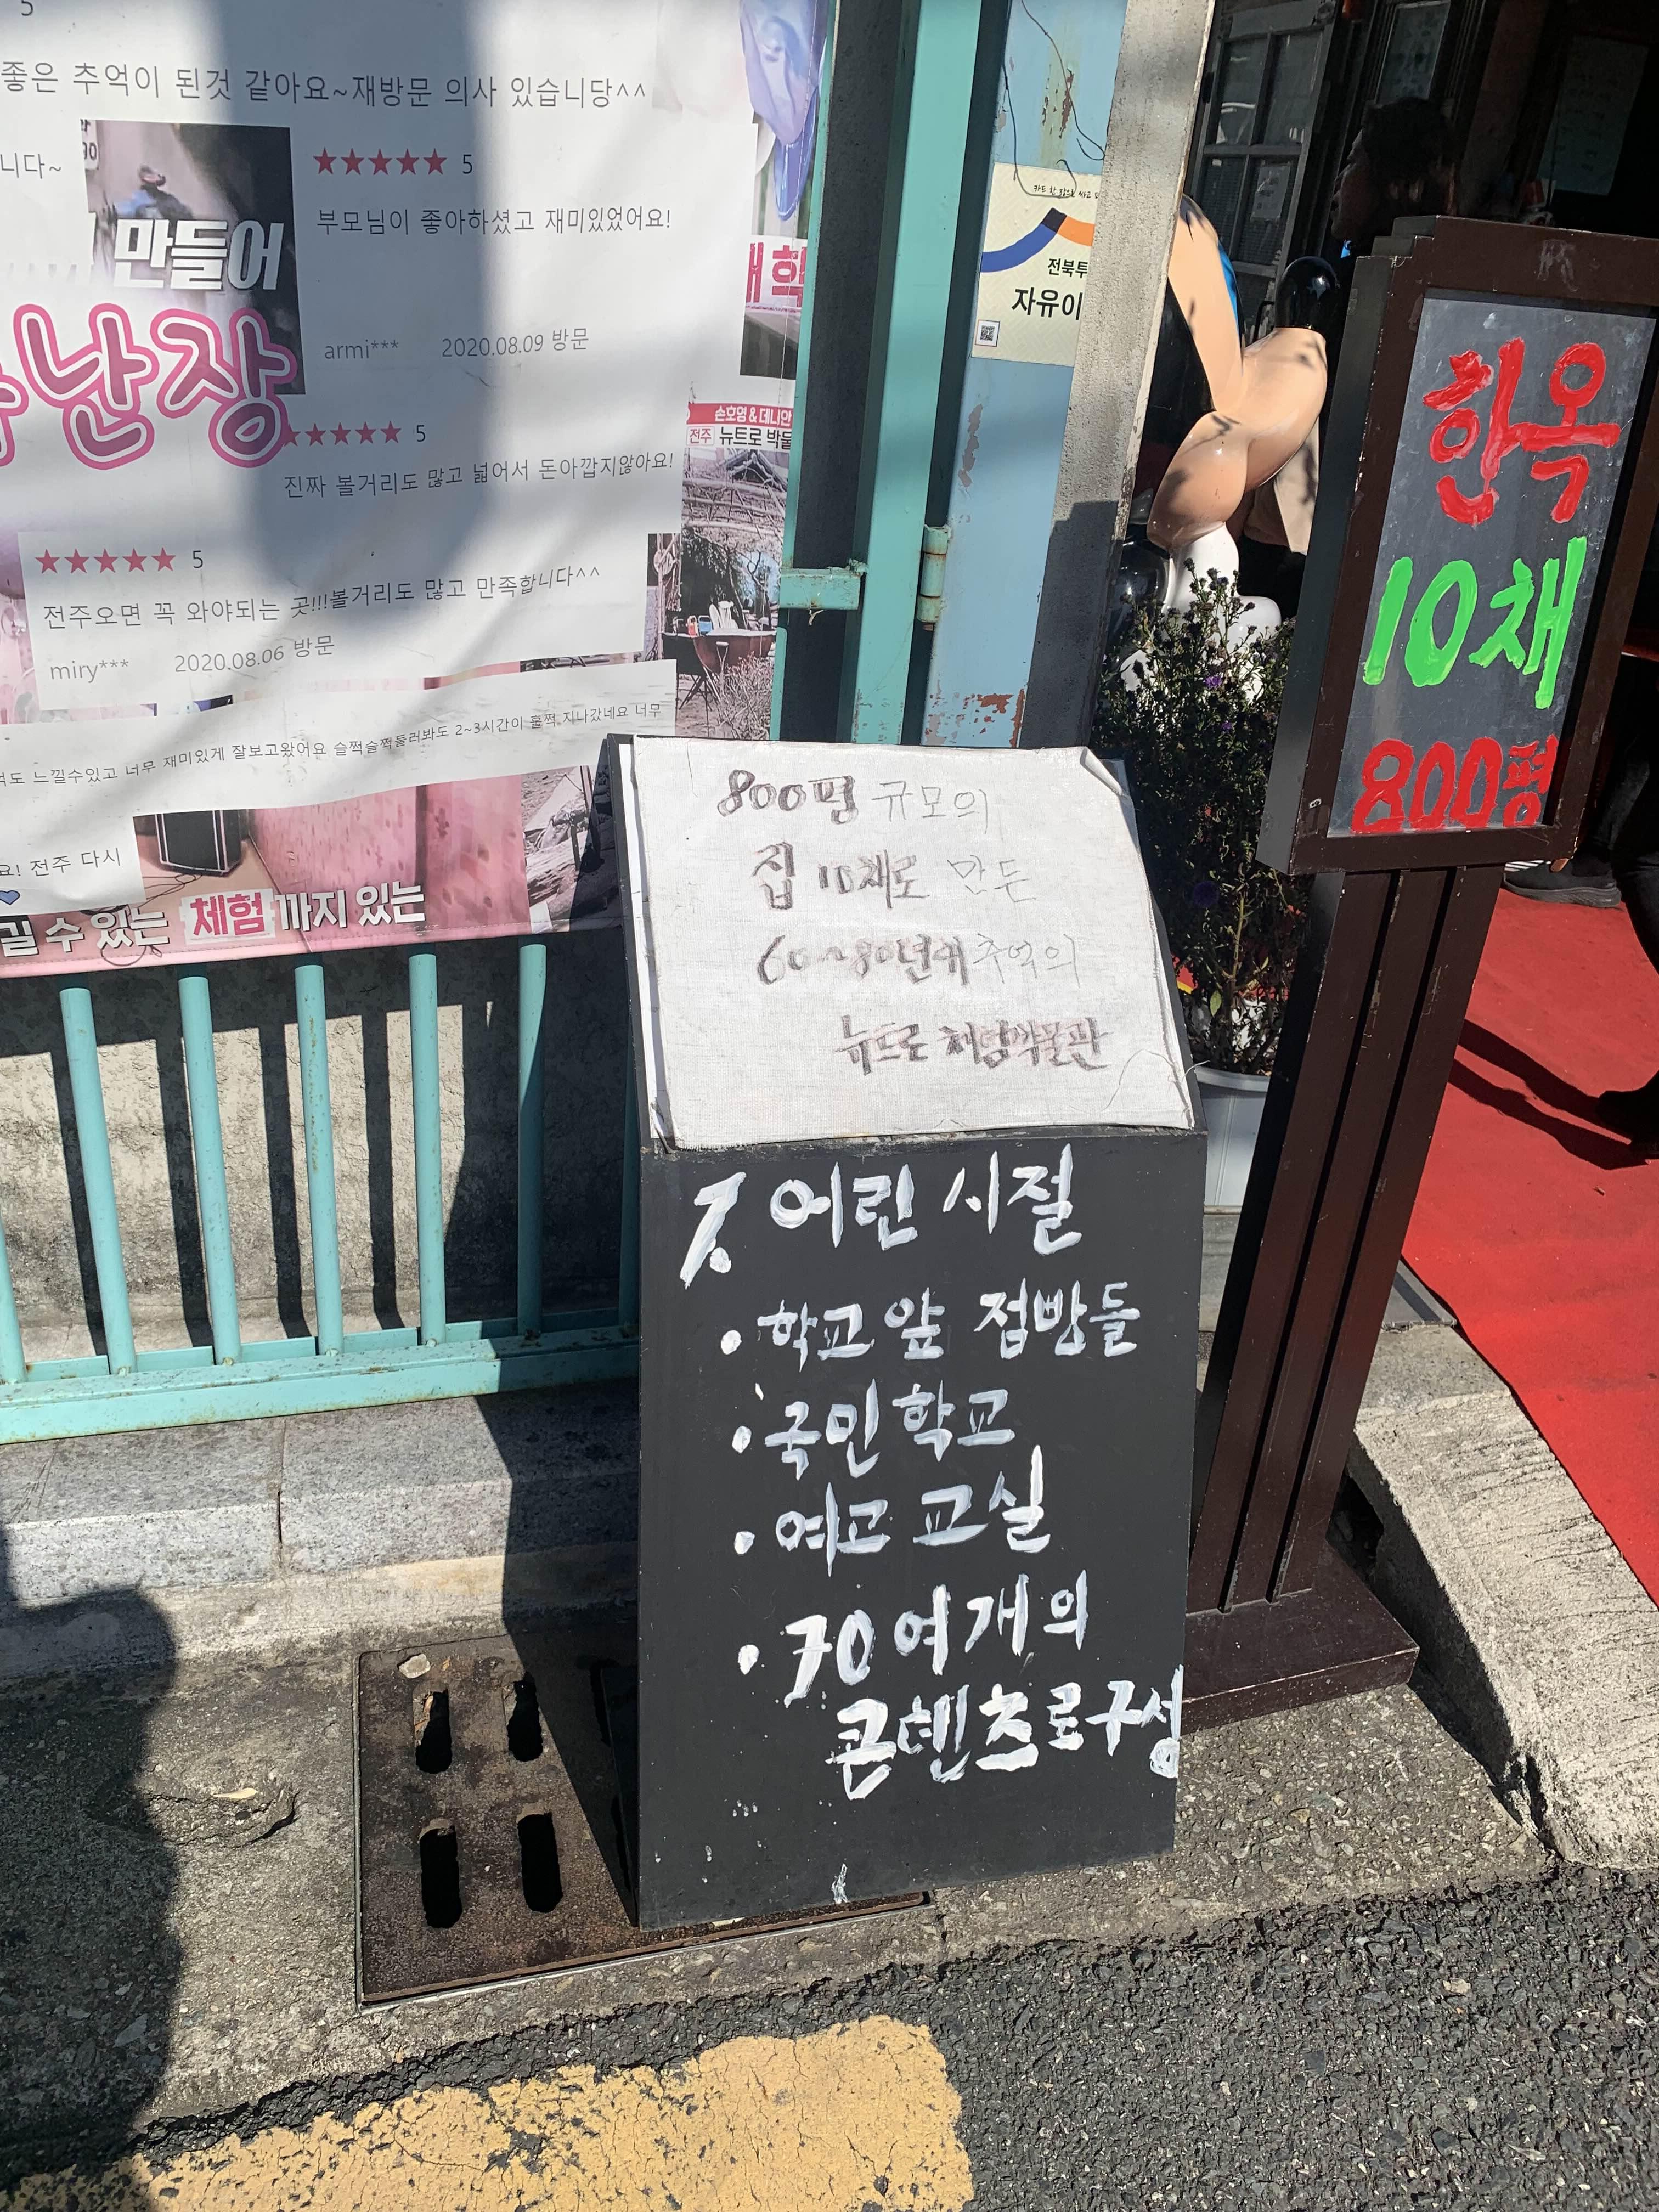 5
좋은 추억이 된것 같아요~재방문 의사 있습니당^^
니다~
★★★★★ 5
부모님이 좋아하셨고 재미있었어요!
만들어
armi*** 2020.08.09 방문
난장
★★★★★ 5
진짜 볼거리도 많고 넓어서 돈아깝지않아요!
★★★★★ 5
전주오면 꼭 와야되는 곳!!!볼거리도 많고 만족합니다^^
miry*** 2020.08.06 방문
느낄수있고 너무 재미있게 잘보고왔어요 슬쩍슬쩍둘러봐도 2~3시간이 훌쩍 지나갔네요 너무
요! 전주 다시
길 수 있는 체험 까지 있는
손호영 & 데니안
전주 뉴트로 박물
전북투
자유이
한옥
10채
800평
800평 규모의
집 10채로 만든
60~80년대 추억의
뉴트로 체험박물관
1. 어린 시절
• 학교 앞 점빵들
• 국민학교
• 여고 교실
• 70여개의
콘텐츠로구성